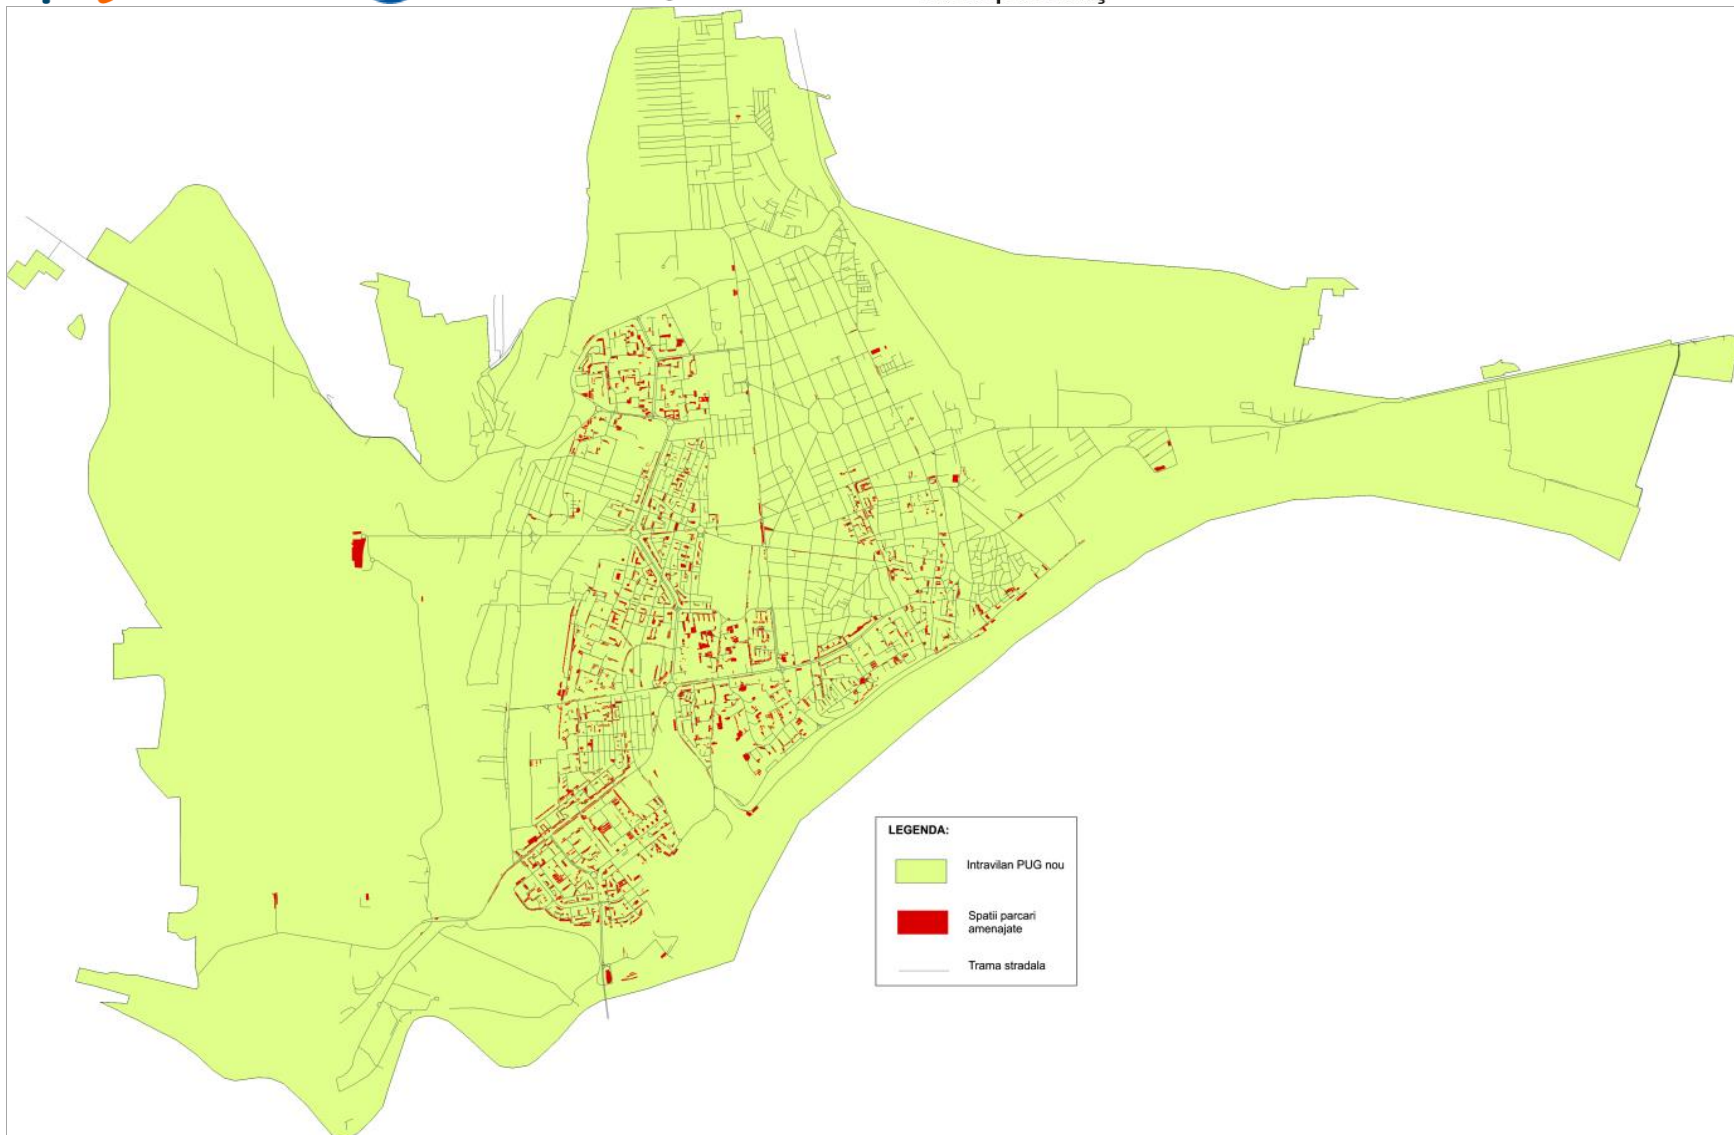 LEGENDA:
Intravilan PUG nou
Spatii parcari
amenajate
Trama stradala